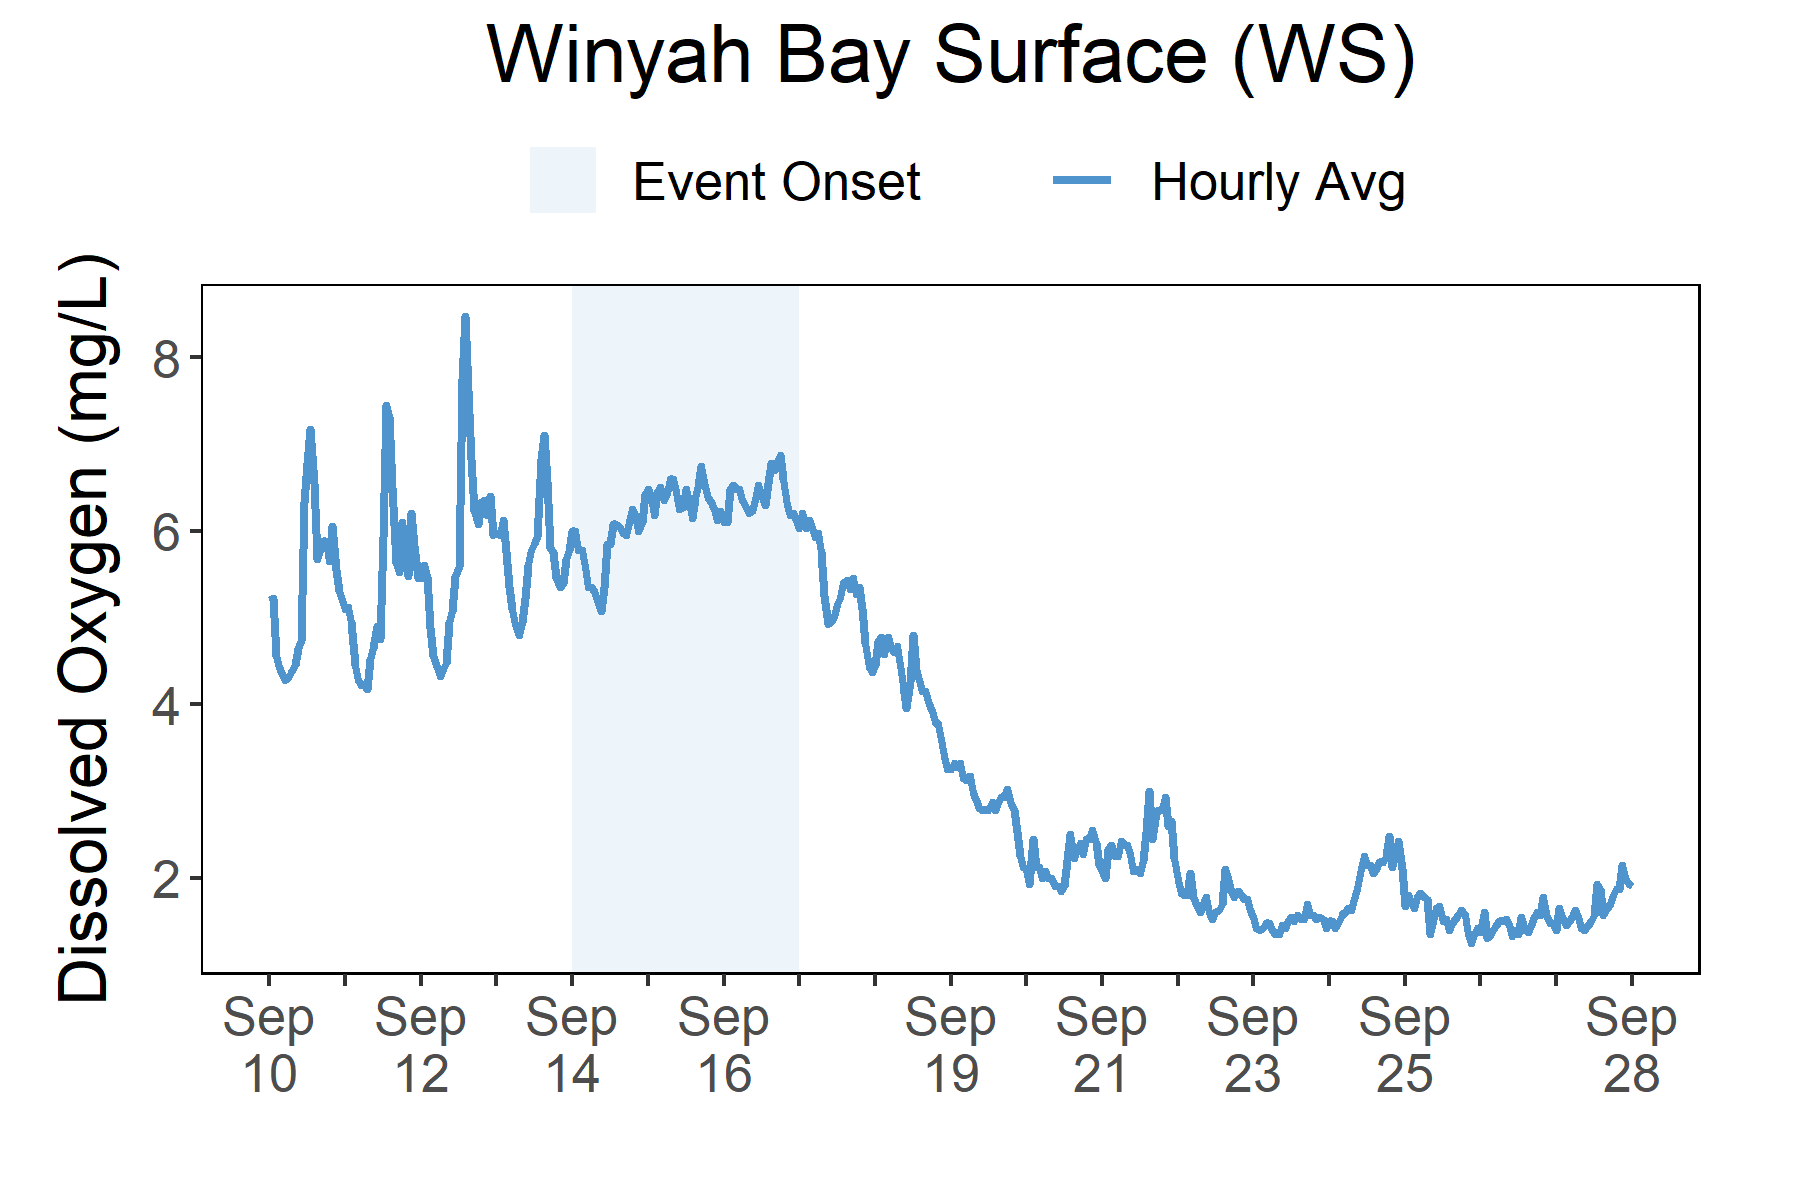 Winyah Bay Surface (WS)
Event Onset Hourly Avg
Dissolved Oxygen (mg/L)
8
6
4
2
Sep Sep Sep Sep Sep Sep Sep Sep Sep
10 12 14 16 19 21 23 25 28